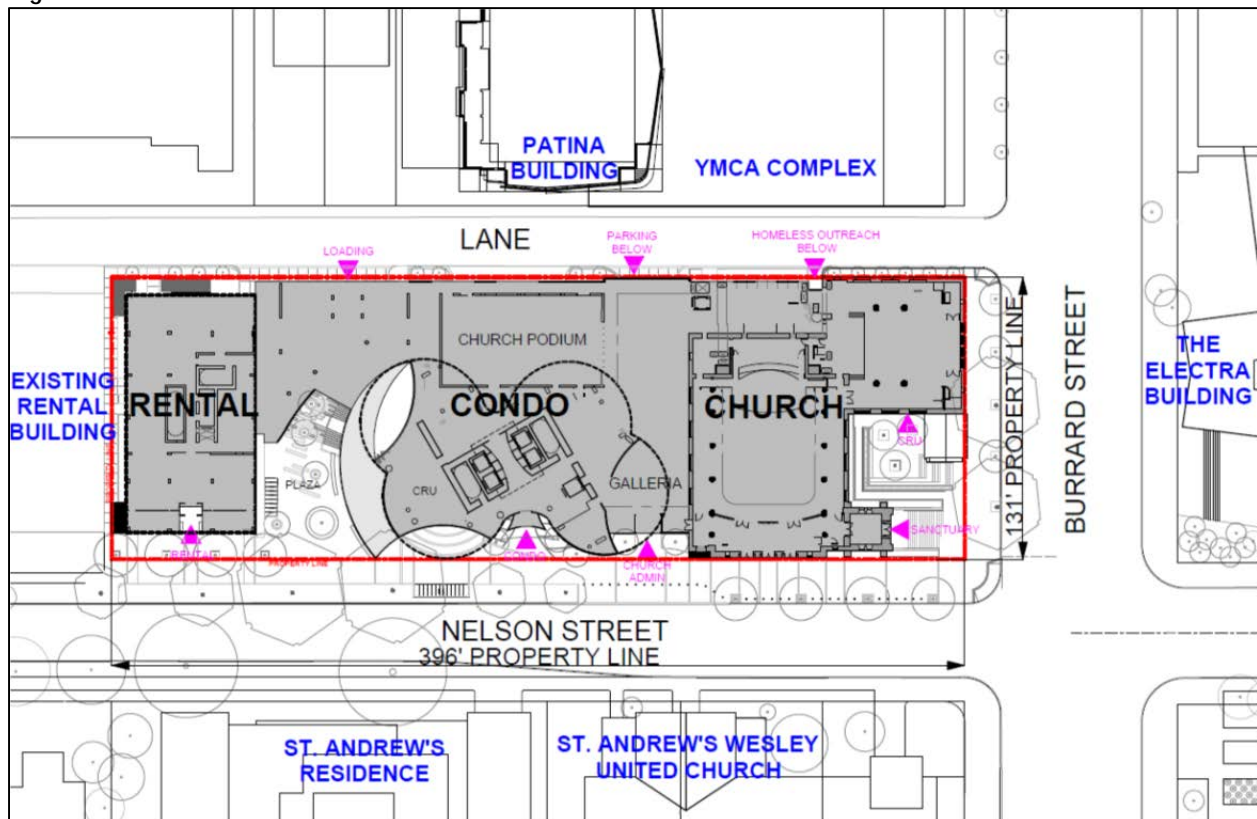 PATINA
BUILDING
YMCA COMPLEX
LANE
LOADING
PARKING
BELOW
HOMELESS OUTREACH
BELOW
EXISTING
RENTAL
BUILDING
RENTAL
CHURCH PODIUM
CONDO
CHURCH
131' PROPERTY LINE
BURRARD STREET
THE
ELECTRA
BUILDING
PLAZA
CRU
GALLERIA
CRU
SANCTUARY
RENTAL
CONDO
CHURCH
ADMIN
PROPERTY LINE
NELSON STREET
396' PROPERTY LINE
ST. ANDREW'S
RESIDENCE
ST. ANDREW'S WESLEY
UNITED CHURCH